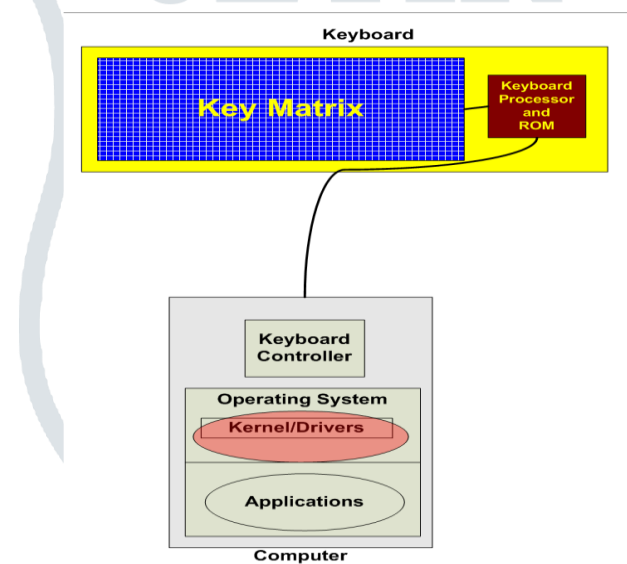 Keyboard
Key Matrix
Keyboard
Processor
and
ROM
Keyboard
Controller
Operating System
Kernel/Drivers
Applications
Computer